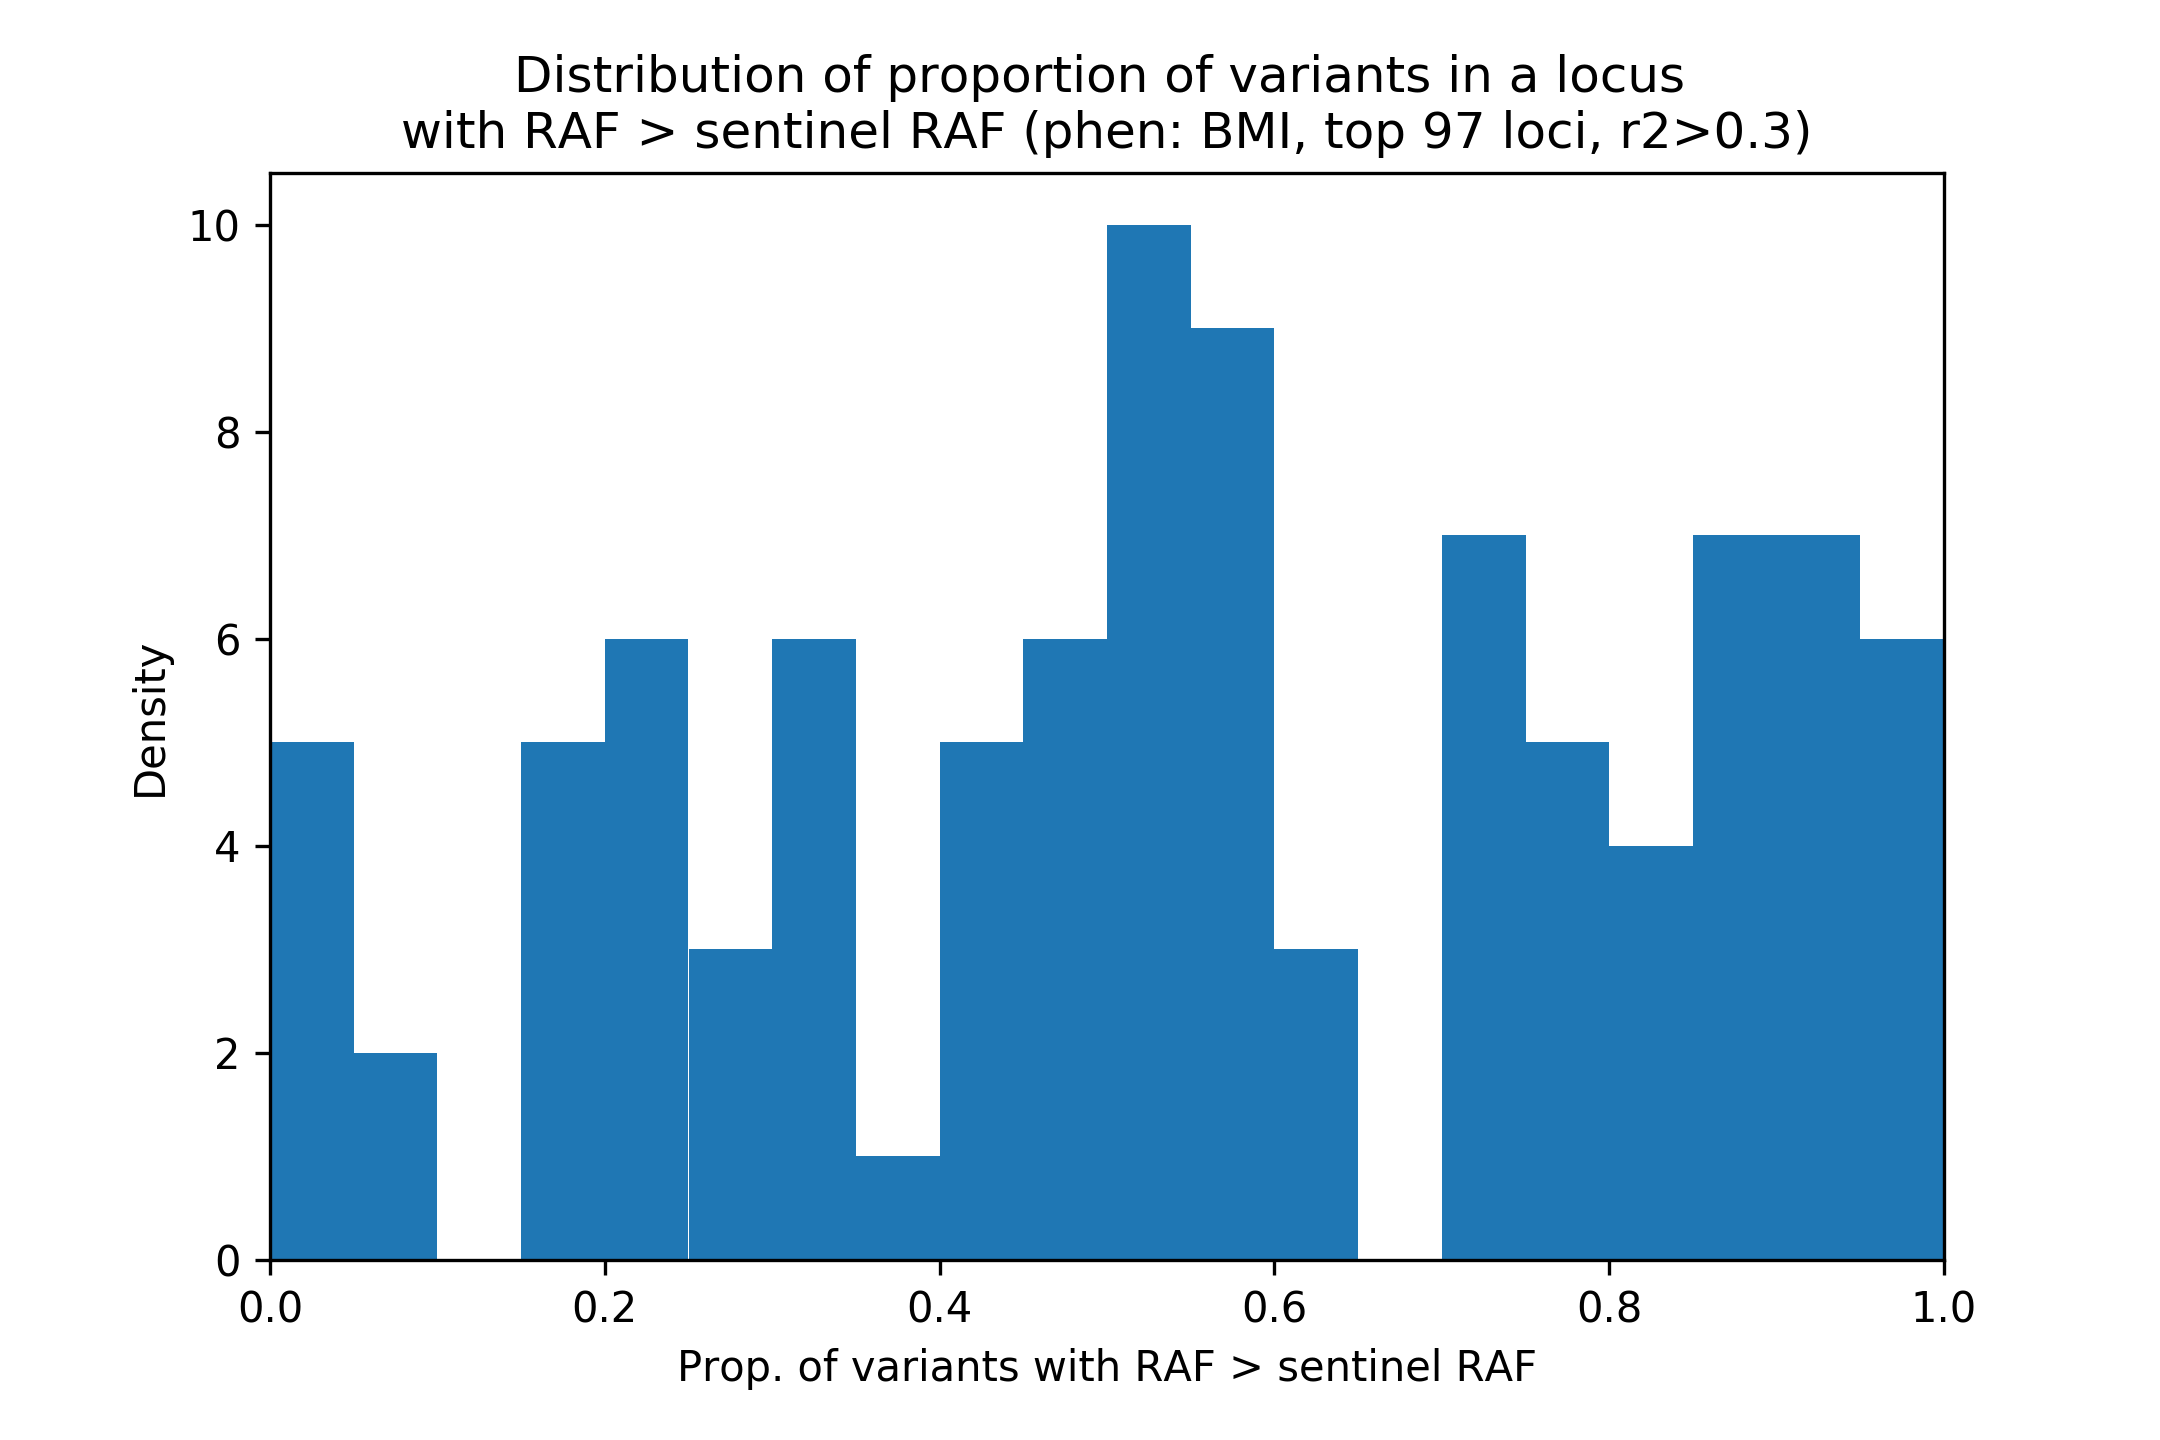 Distribution of proportion of variants in a locus
with RAF > sentinel RAF (phen: BMI, top 97 loci, r2>0.3)
10
8
6
4
2
0
Density
0.0 0.2 0.4 0.6 0.8 1.0
Prop. of variants with RAF > sentinel RAF